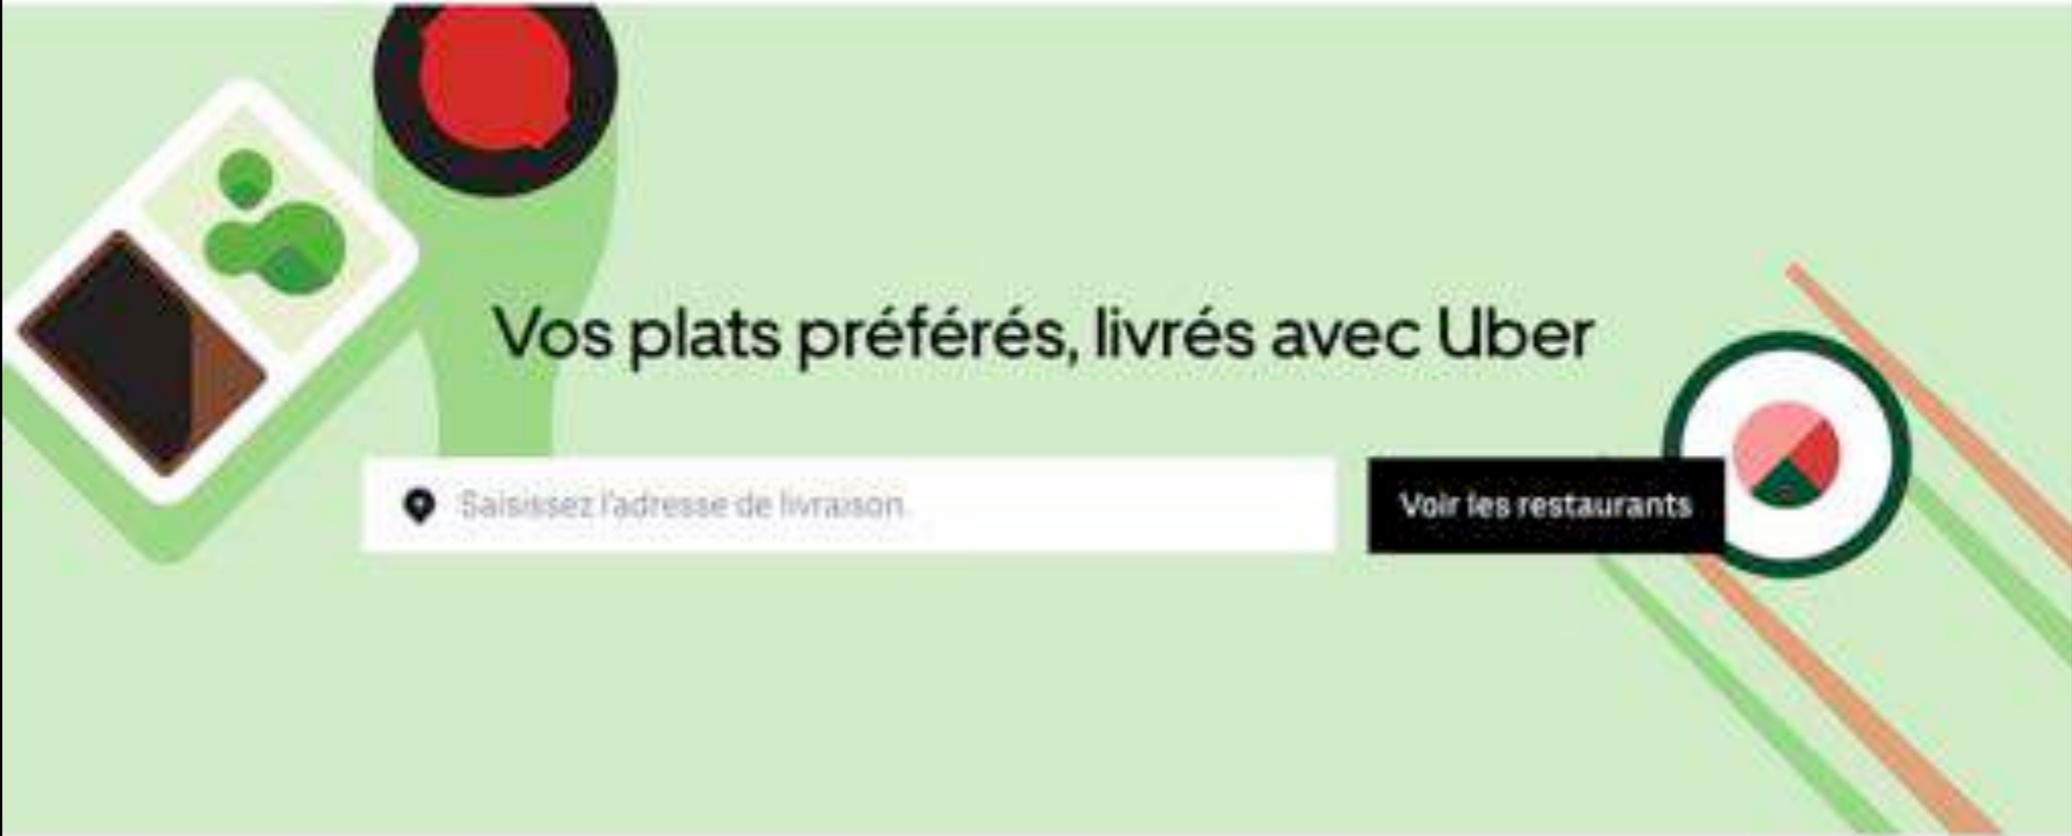 Vos plats préférés, livrés avec Uber
Saisissez l'adresse de livraison
Voir les restaurants